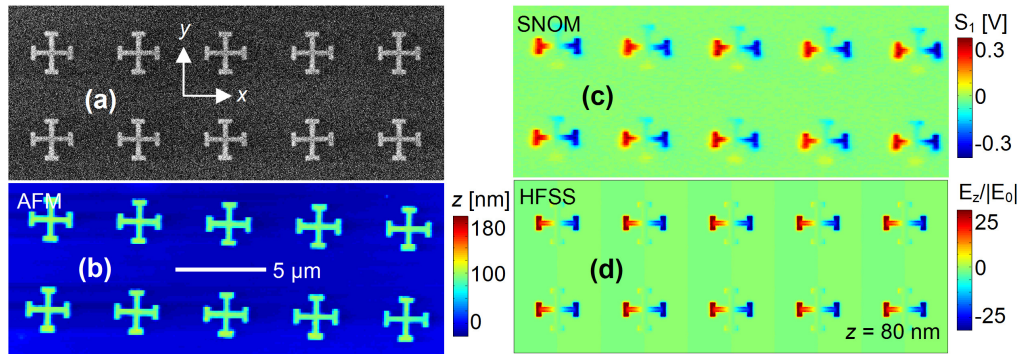 y
x
(a)
AFM
(b)
5 μm
z [nm]
180
100
0
SNOM
(c)
S1 [V]
0.3
0
-0.3
HFSS
(d)
z = 80 nm
Ez/|E0|
25
0
-25